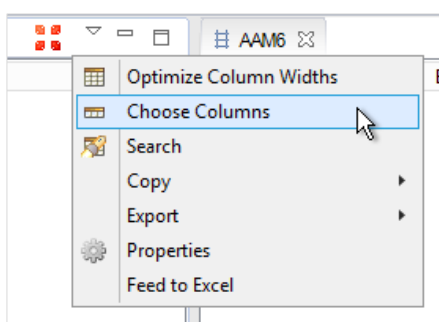 AAM6
Optimize Column Widths
Choose Columns
Search
Copy
Export
Properties
Feed to Excel